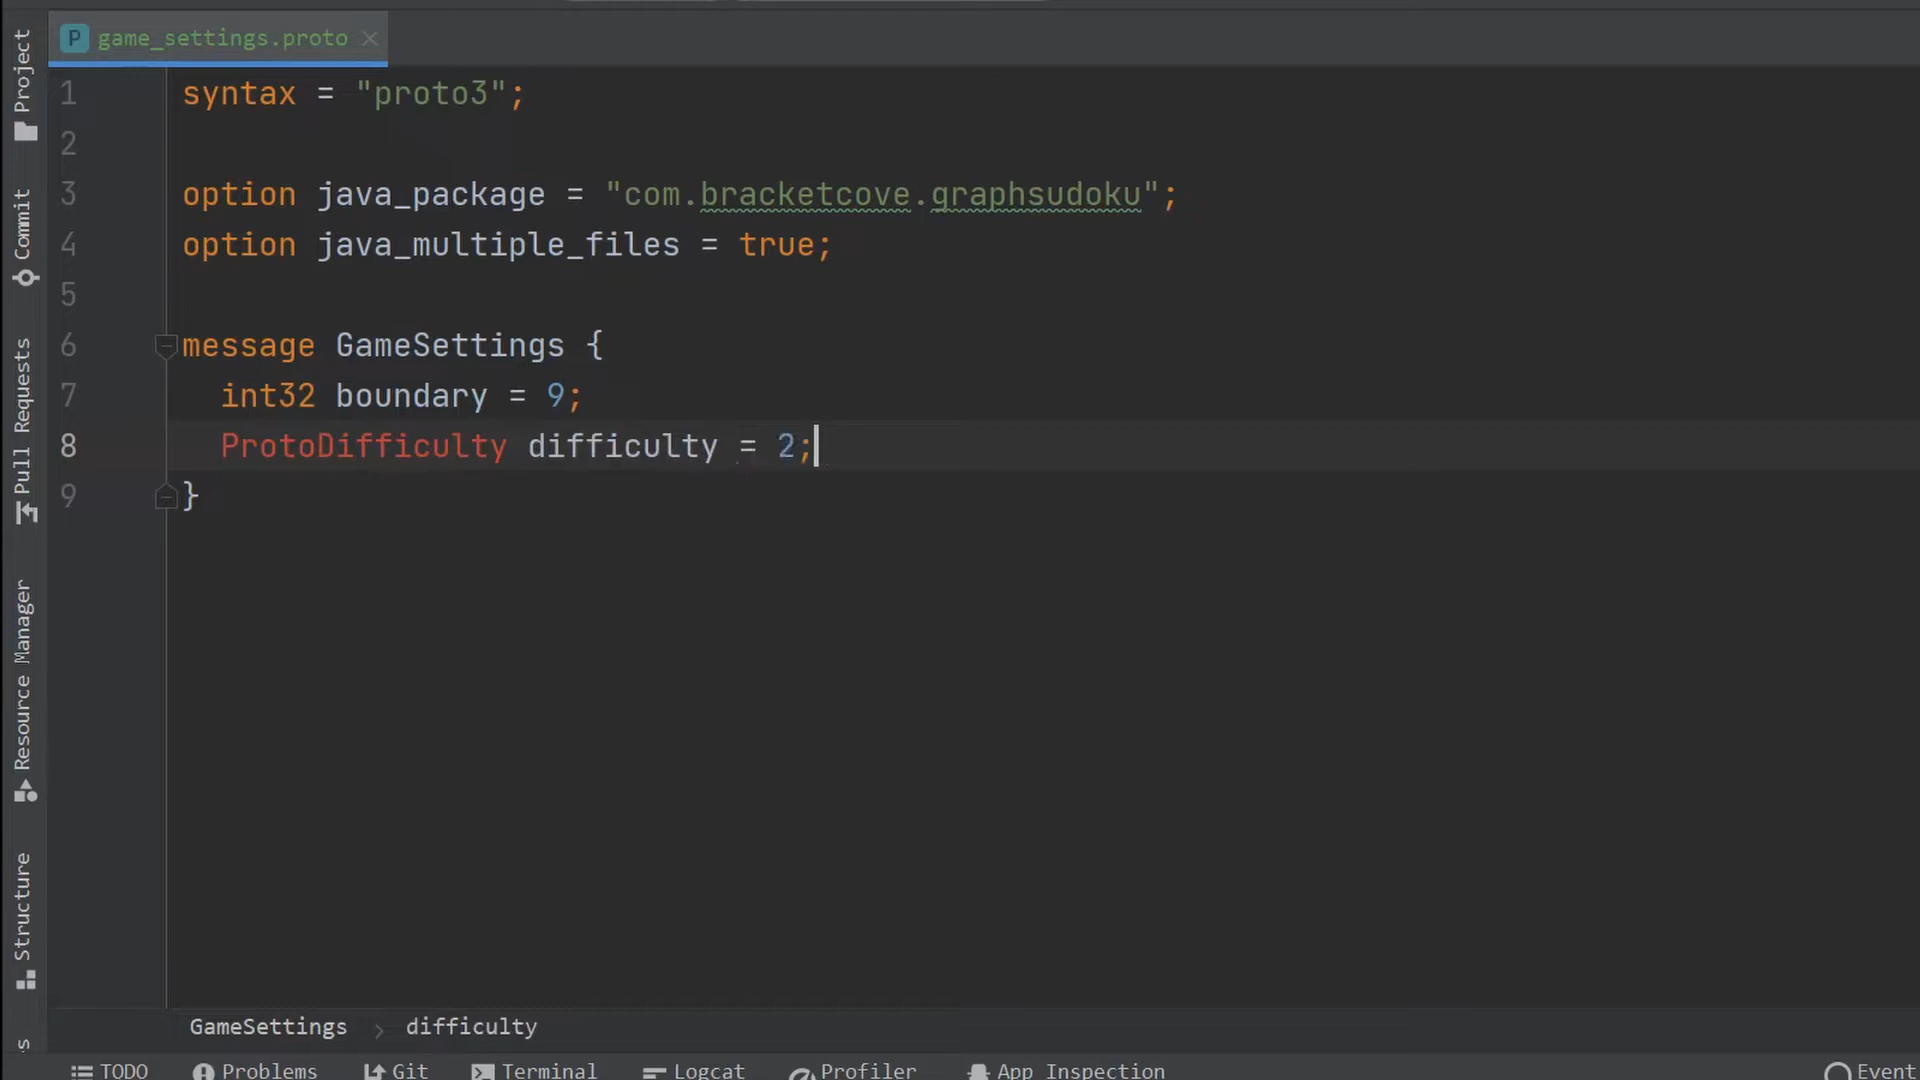 P game_settings.proto
Project
Commit
Pull Requests
Resource Manager
Structure
1 syntax = "proto3";
2
3 option java_package = "com.bracketcove.graphsudoku";
4 option java_multiple_files = true;
5
6 message GameSettings {
7 int32 boundary = 9;
8 ProtoDifficulty difficulty = 2;
9 }
GameSettings > difficulty
TODO Problems Git Terminal Logcat Profiler App Inspection Event